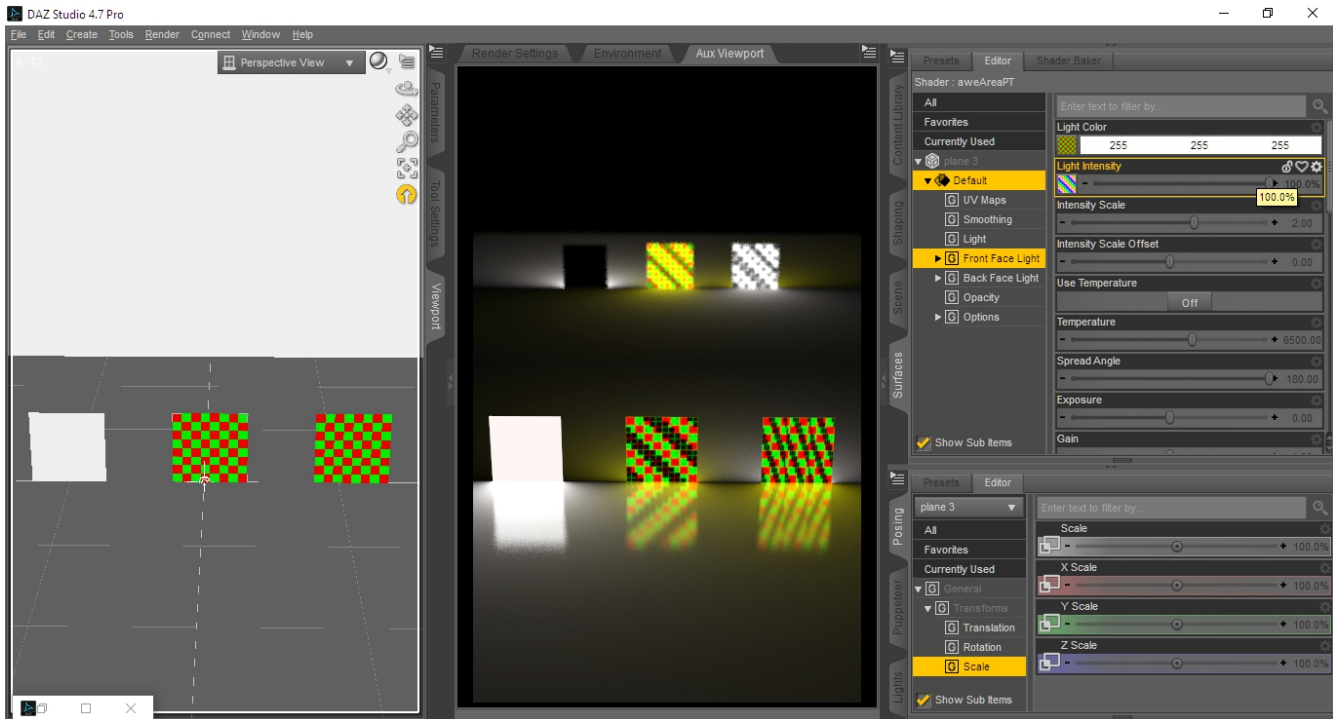 DAZ Studio 4.7 Pro
File Edit Create Tools Render Connect Window Help
Perspective View
Parameters
Tool Settings
Viewport
Render Settings Environment Aux Viewport
Content Library
Shaping
Scene
Surfaces
Presets Editor Shader Baker
Shader : aweAreaPT
All
Favorites
Currently Used
plane 3
Default
G UV Maps
G Smoothing
G Light
G Front Face Light
G Back Face Light
G Opacity
G Options
Show Sub Items
Enter text to filter by...
Light Color
255 255 255
Light Intensity
- + 100.0%
100.0%
Intensity Scale
- + 2.00
Intensity Scale Offset
- + 0.00
Use Temperature
Off
Temperature
- + 6500.00
Spread Angle
- + 180.00
Exposure
- + 0.00
Gain
Posing
Puppeteer
Lights
Presets Editor
plane 3
All
Favorites
Currently Used
G General
G Transforms
G Translation
G Rotation
G Scale
Show Sub Items
Enter text to filter by...
Scale
- + 100.0%
X Scale
- + 100.0%
Y Scale
- + 100.0%
Z Scale
- + 100.0%